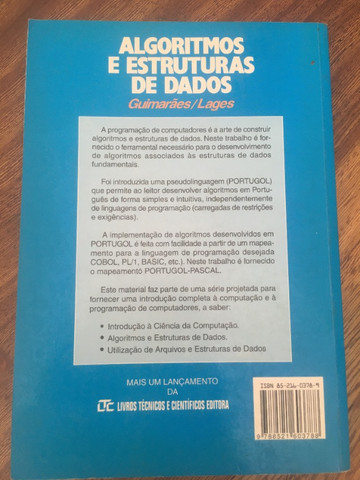 ALGORITMOS
E ESTRUTURAS
DE DADOS
Guimarães/Lages
A programação de computadores é a arte de construir
algoritmos e estruturas de dados. Neste trabalho é for-
necido o ferramental necessário para o desenvolvimento
de algoritmos associados às estruturas de dados
fundamentais.
Foi introduzida uma pseudolinguagem (PORTUGOL)
que permite ao leitor desenvolver algoritmos em Portu-
guês de forma simples e intuitiva, independentemente
de linguagens de programação (carregadas de restrições
e exigências).
A implementação de algoritmos desenvolvidos em
PORTUGOL é feita com facilidade a partir de um mapea-
mento para a linguagem de programação desejada
COBOL, PL/1, BASIC, etc.). Neste trabalho é fornecido
o mapeamento PORTUGOL-PASCAL.
Este material faz parte de uma série projetada para
fornecer uma introdução completa à computação e à
programação de computadores, a saber:
• Introdução à Ciência da Computação.
• Algoritmos e Estruturas de Dados.
• Utilização de Arquivos e Estruturas de Dados
MAIS UM LANÇAMENTO
DA
LTC LIVROS TÉCNICOS E CIENTÍFICOS EDITORA
ISBN 85-216-0378-9
9788521603788